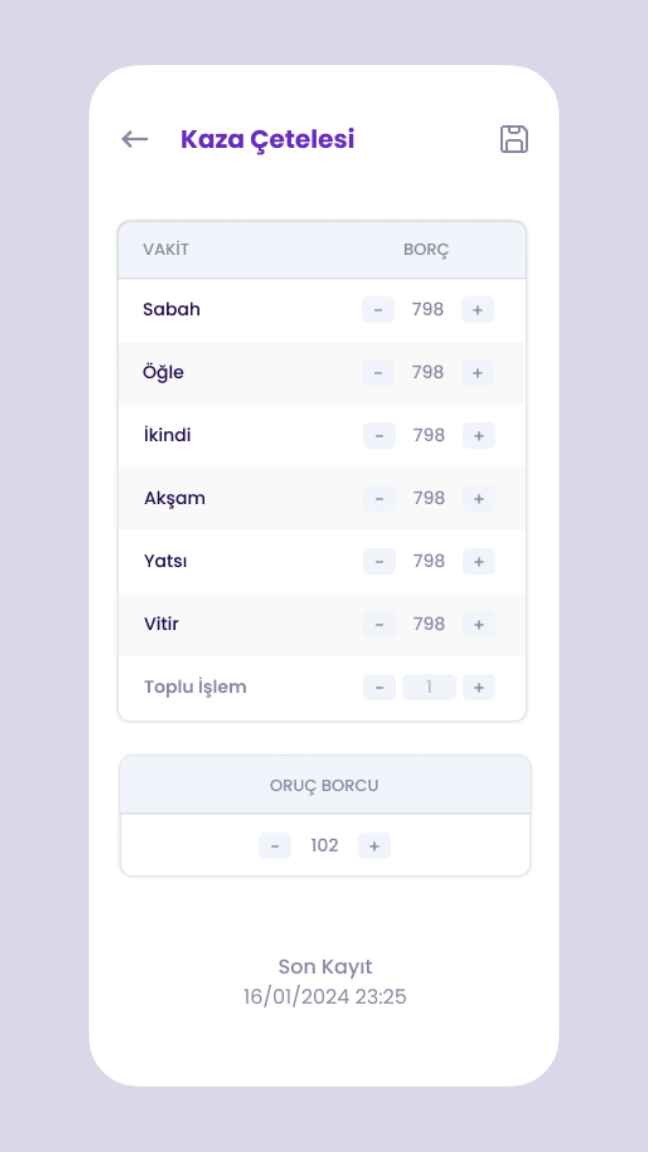 Kaza Çetelesi
VAKİT BORÇ
Sabah - 798 +
Öğle - 798 +
İkindi - 798 +
Akşam - 798 +
Yatsı - 798 +
Vitir - 798 +
Toplu İşlem - 1 +
ORUÇ BORCU
- 102 +
Son Kayıt
16/01/2024 23:25